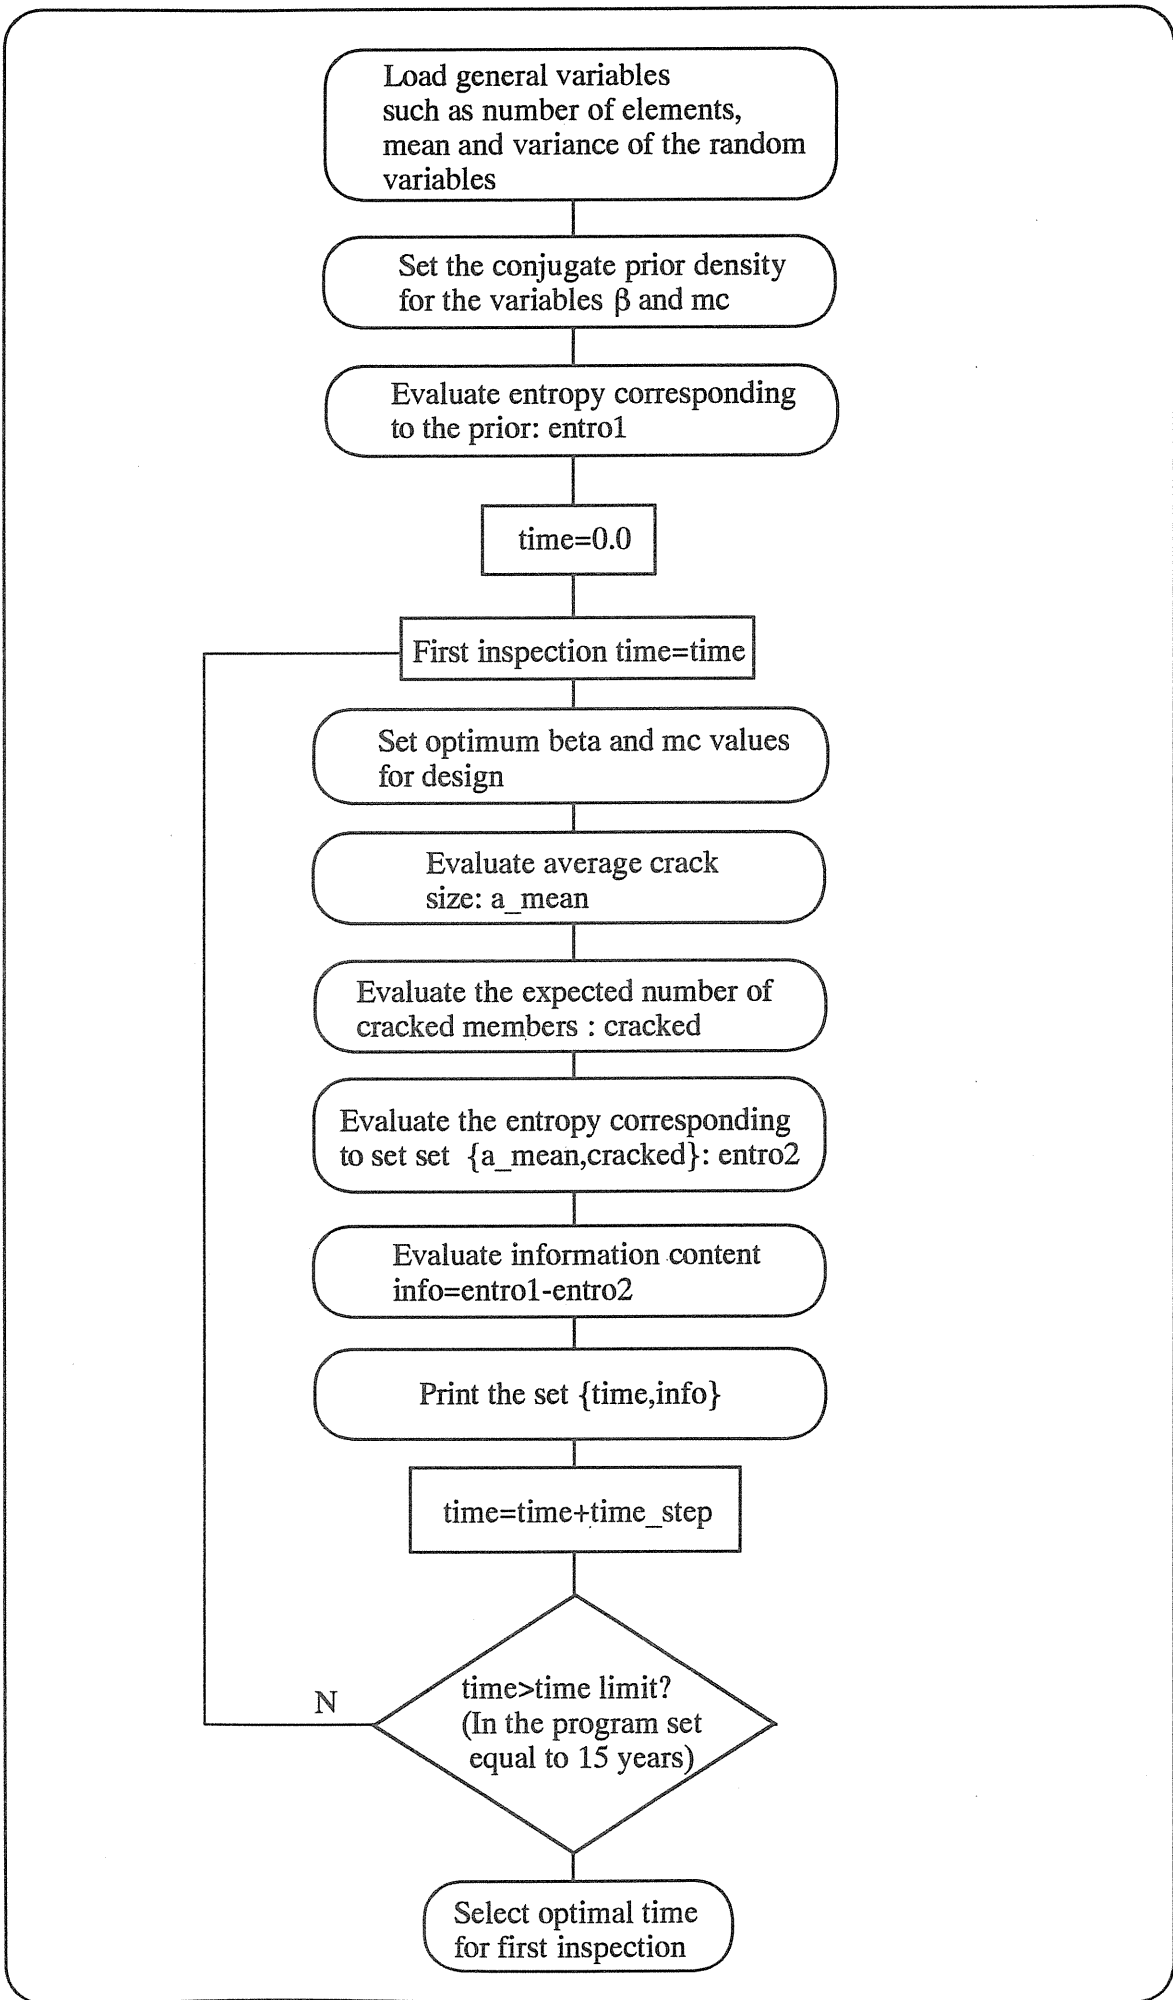 Load general variables
such as number of elements,
mean and variance of the random
variables
Set the conjugate prior density
for the variables β and mc
Evaluate entropy corresponding
to the prior: entro1
time=0.0
First inspection time=time
Set optimum beta and mc values
for design
Evaluate average crack
size: a_mean
Evaluate the expected number of
cracked members : cracked
Evaluate the entropy corresponding
to set set {a_mean,cracked}: entro2
Evaluate information content
info=entro1-entro2
Print the set {time,info}
time=time+time_step
time>time limit?
(In the program set
equal to 15 years)
N
Select optimal time
for first inspection